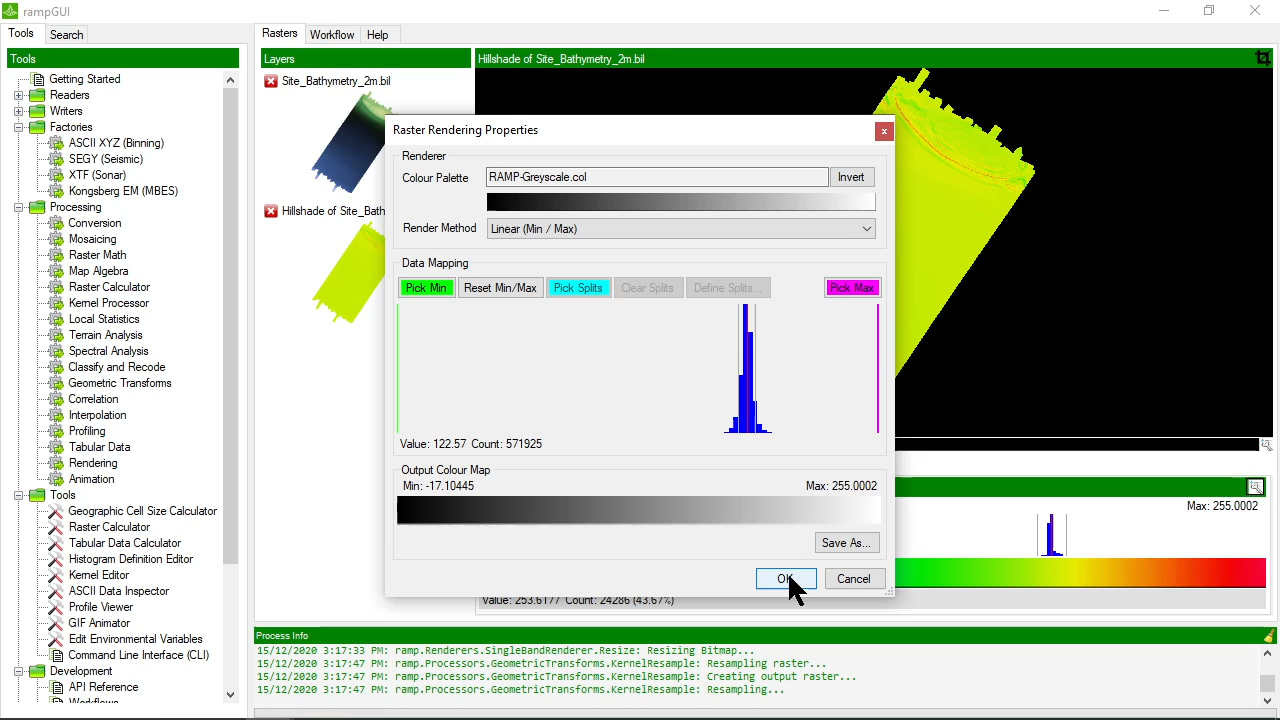 rampGUI
Tools Search
Tools
Getting Started
Readers
Writers
Factories
ASCII XYZ (Binning)
SEGY (Seismic)
XTF (Sonar)
Kongsberg EM (MBES)
Processing
Conversion
Mosaicing
Raster Math
Map Algebra
Raster Calculator
Kernel Processor
Local Statistics
Terrain Analysis
Spectral Analysis
Classify and Recode
Geometric Transforms
Correlation
Interpolation
Profiling
Tabular Data
Rendering
Animation
Tools
Geographic Cell Size Calculator
Raster Calculator
Tabular Data Calculator
Histogram Definition Editor
Kernel Editor
ASCII Data Inspector
Profile Viewer
GIF Animator
Edit Environmental Variables
Command Line Interface (CLI)
Development
API Reference
Rasters Workflow Help
Layers
Site_Bathymetry_2m.bil
Hillshade of Site_Bath
Hillshade of Site_Bathymetry_2m.bil
Raster Rendering Properties
Renderer
Colour Palette RAMP-Greyscale.col Invert
Render Method Linear (Min / Max)
Data Mapping
Pick Min Reset Min/Max Pick Splits Clear Splits Define Splits... Pick Max
Value: 122.57 Count: 571925
Output Colour Map
Min: -17.10445 Max: 255.0002
Save As...
OK Cancel
Max: 255.0002
Value: 253.6177 Count: 24286 (43.67%)
Process Info
15/12/2020 3:17:33 PM: ramp.Renderers.SingleBandRenderer.Resize: Resizing Bitmap...
15/12/2020 3:17:47 PM: ramp.Processors.GeometricTransforms.KernelResample: Resampling raster...
15/12/2020 3:17:47 PM: ramp.Processors.GeometricTransforms.KernelResample: Creating output raster...
15/12/2020 3:17:47 PM: ramp.Processors.GeometricTransforms.KernelResample: Resampling...